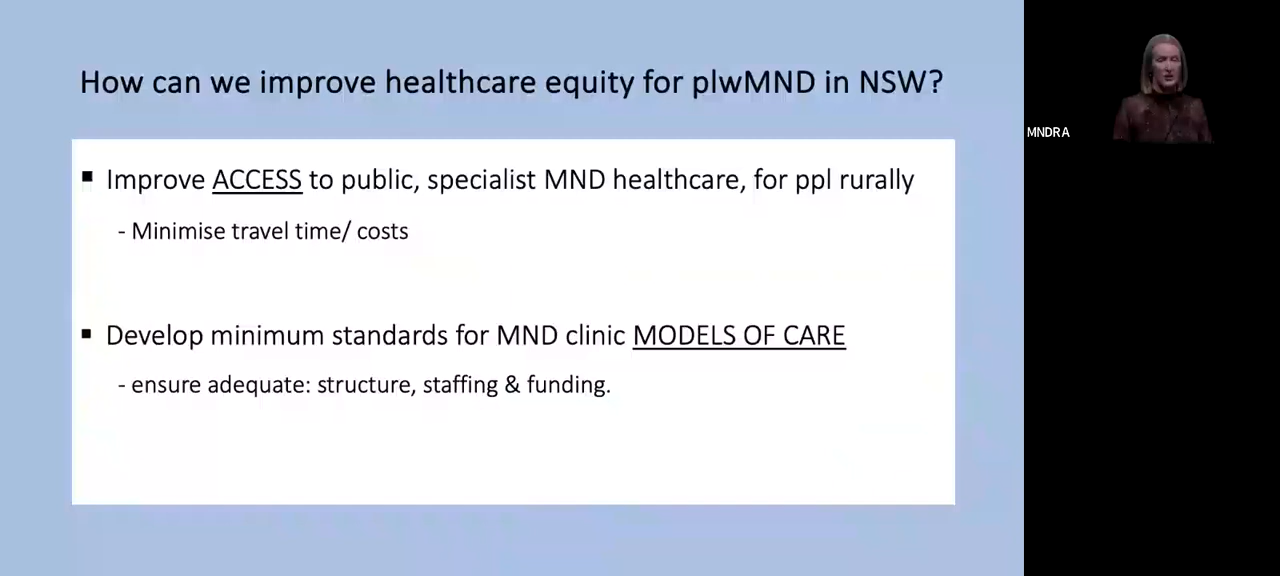 How can we improve healthcare equity for plwMND in NSW?
▪ Improve ACCESS to public, specialist MND healthcare, for ppl rurally
- Minimise travel time/ costs
▪ Develop minimum standards for MND clinic MODELS OF CARE
- ensure adequate: structure, staffing & funding.
MNDRA